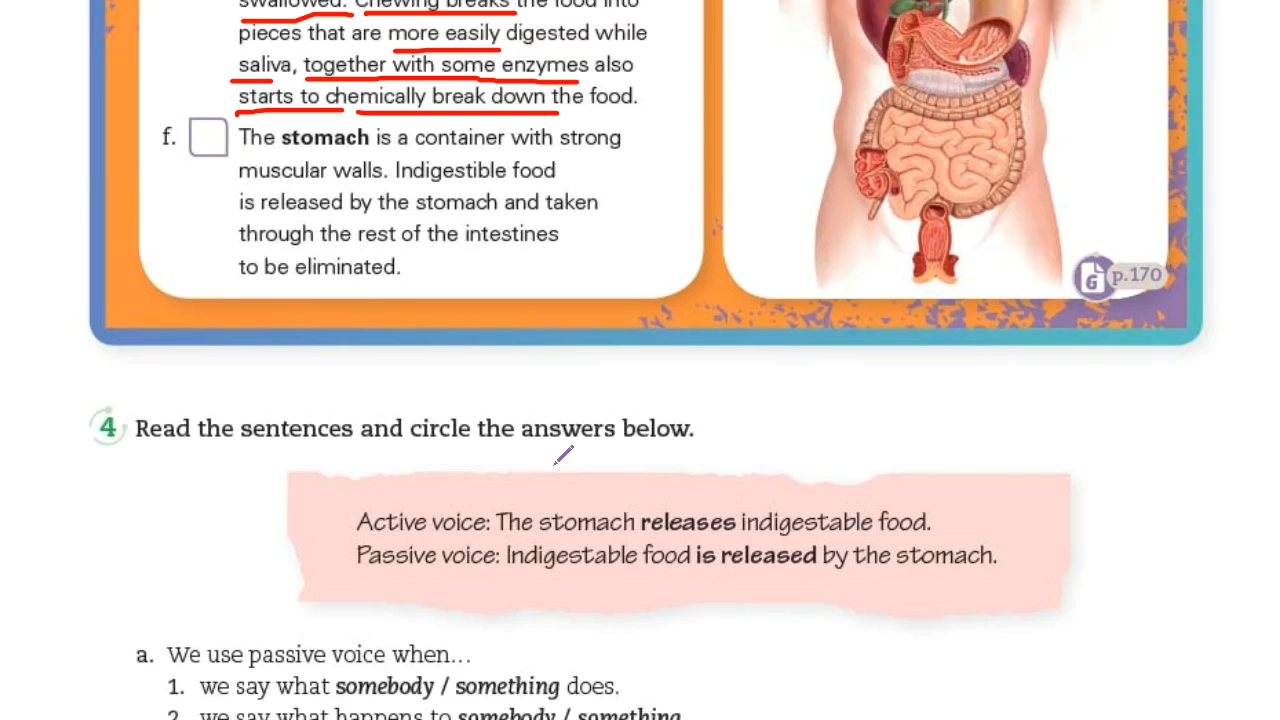 swallowed. Chewing breaks the food into
pieces that are more easily digested while
saliva, together with some enzymes also
starts to chemically break down the food.
f. The stomach is a container with strong
muscular walls. Indigestible food
is released by the stomach and taken
through the rest of the intestines
to be eliminated.
G p.170
4 Read the sentences and circle the answers below.
Active voice: The stomach releases indigestable food.
Passive voice: Indigestable food is released by the stomach.
a. We use passive voice when...
1. we say what somebody / something does.
2. we say what happens to somebody / something